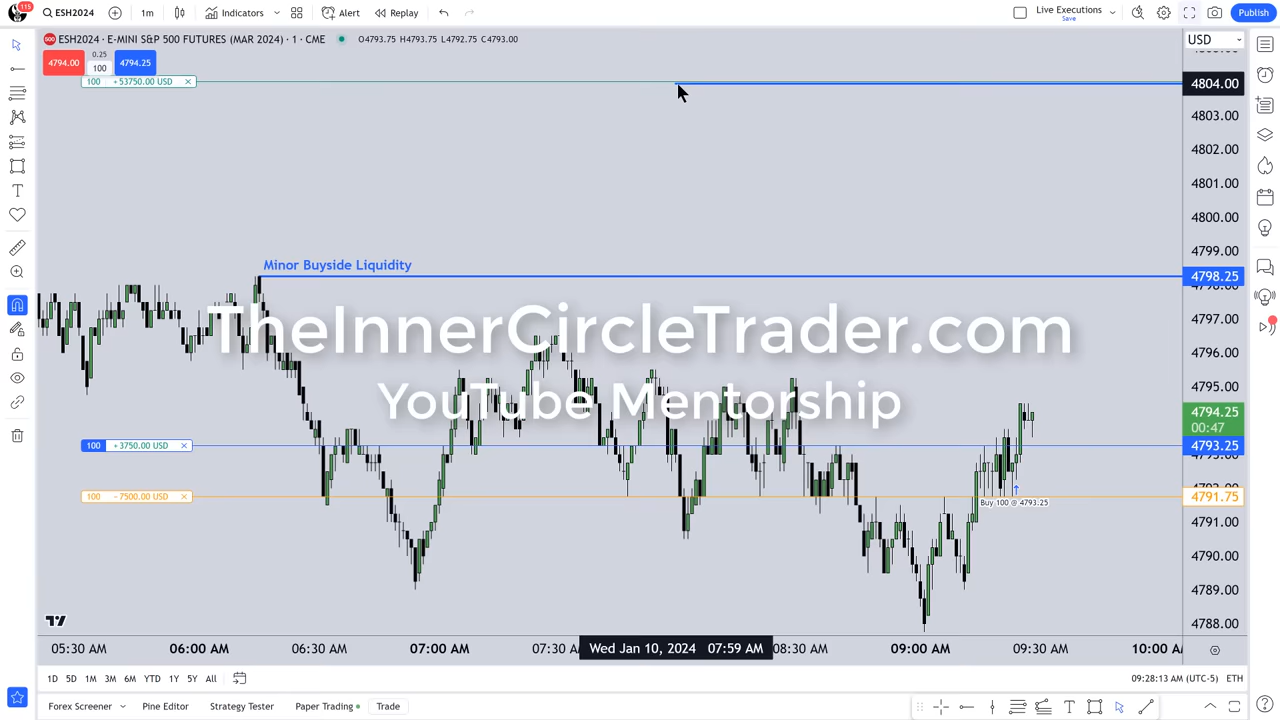 115
ESH2024
1m
Indicators
Alert
Replay
Live Executions
Save
Publish
ESH2024 · E-MINI S&P 500 FUTURES (MAR 2024) · 1 · CME
O4793.75 H4793.75 L4792.75 C4793.00
USD
4794.00
0.25
100
4794.25
100 + 53750.00 USD
4804.00
4803.00
4802.00
4801.00
4800.00
4799.00
Minor Buyside Liquidity
4798.25
4797.00
TheInnerCircleTrader.com
4796.00
4795.00
YouTube Mentorship
4794.25
00:47
100 + 3750.00 USD
4793.25
100 - 7500.00 USD
4791.75
Buy 100 @ 4793.25
4791.00
4790.00
4789.00
4788.00
05:30 AM
06:00 AM
06:30 AM
07:00 AM
07:30
Wed Jan 10, 2024 07:59 AM
08:30 AM
09:00 AM
09:30 AM
10:00
1D 5D 1M 3M 6M YTD 1Y 5Y All
09:28:13 AM (UTC-5)
ETH
Forex Screener
Pine Editor
Strategy Tester
Paper Trading
Trade